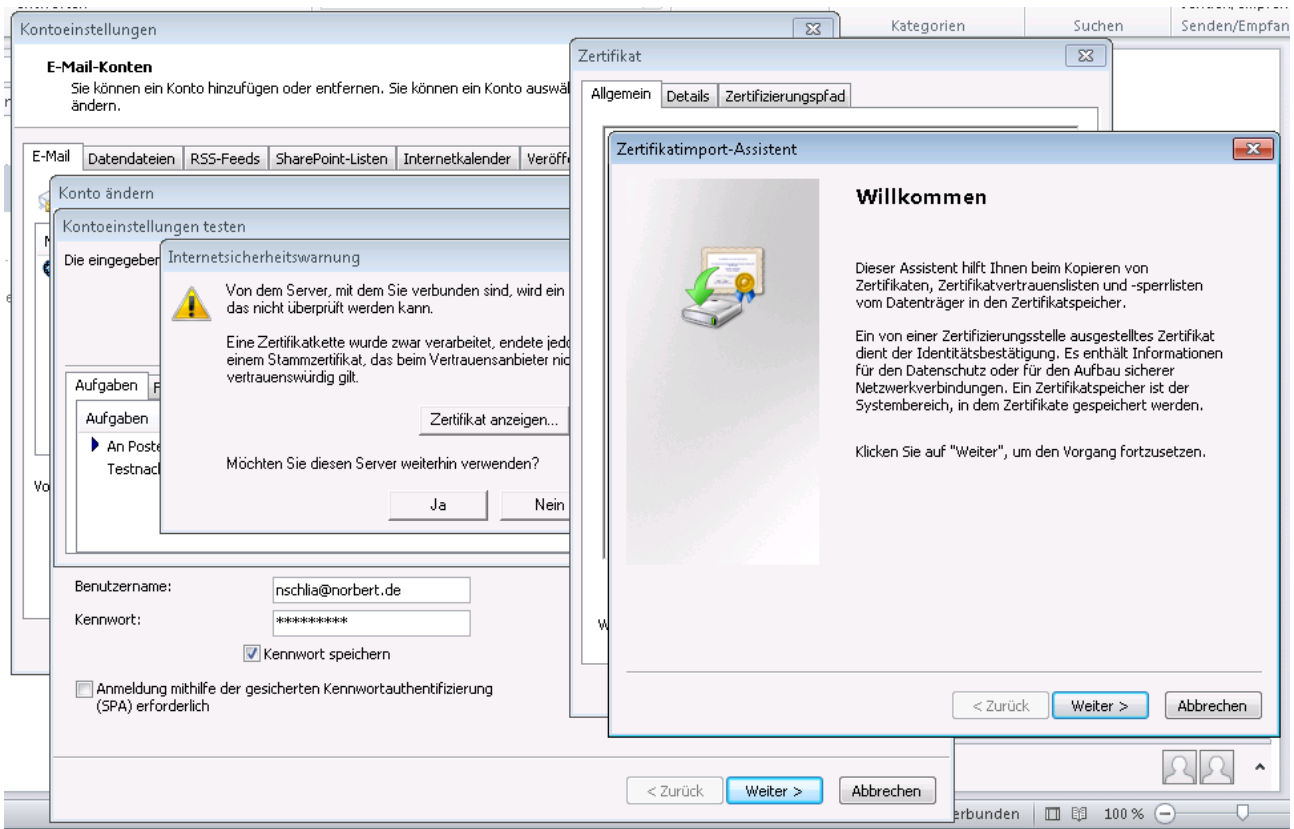 Kategorien
Suchen
Senden/Empfan
Kontoeinstellungen
E-Mail-Konten
Sie können ein Konto hinzufügen oder entfernen. Sie können ein Konto auswäl
ändern.
E-Mail
Datendateien
RSS-Feeds
SharePoint-Listen
Internetkalender
Veröff
Konto ändern
Kontoeinstellungen testen
Die eingegeber
Internetsicherheitswarnung
Von dem Server, mit dem Sie verbunden sind, wird ein
das nicht überprüft werden kann.
Eine Zertifikatkette wurde zwar verarbeitet, endete jedo
einem Stammzertifikat, das beim Vertrauensanbieter nic
vertrauenswürdig gilt.
Zertifikat anzeigen...
Möchten Sie diesen Server weiterhin verwenden?
Ja
Nein
Aufgaben
F
Aufgaben
An Poste
Testnacl
Vo
Benutzername:
nschlia@norbert.de
Kennwort:
*********
Kennwort speichern
Anmeldung mithilfe der gesicherten Kennwortauthentifizierung
(SPA) erforderlich
< Zurück
Weiter >
Abbrechen
Zertifikat
Allgemein
Details
Zertifizierungspfad
Zertifikatimport-Assistent
Willkommen
Dieser Assistent hilft Ihnen beim Kopieren von
Zertifikaten, Zertifikatvertrauenslisten und -sperrlisten
vom Datenträger in den Zertifikatspeicher.
Ein von einer Zertifizierungsstelle ausgestelltes Zertifikat
dient der Identitätsbestätigung. Es enthält Informationen
für den Datenschutz oder für den Aufbau sicherer
Netzwerkverbindungen. Ein Zertifikatspeicher ist der
Systembereich, in dem Zertifikate gespeichert werden.
Klicken Sie auf "Weiter", um den Vorgang fortzusetzen.
< Zurück
Weiter >
Abbrechen
erbunden
100 %